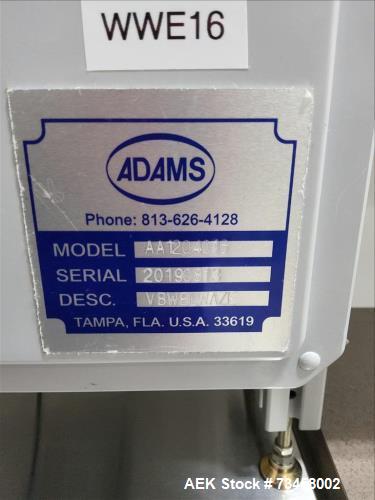 WWE16
ADAMS
Phone: 813-626-4128
MODEL
SERIAL
DESC.
TAMPA, FLA. U.S.A. 33619
AEK Stock #